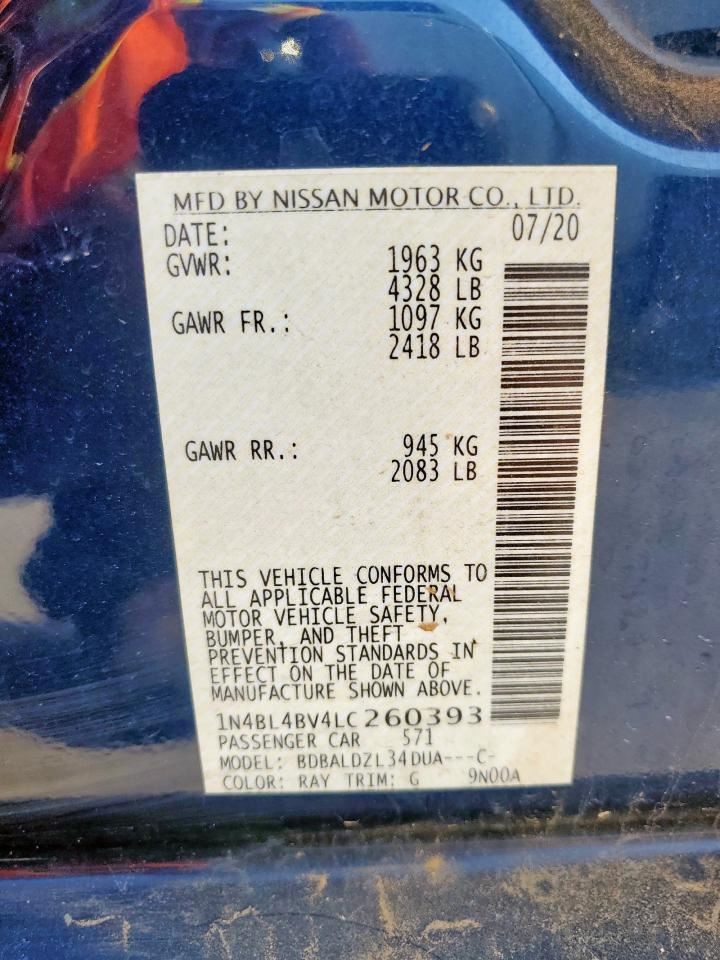 MFD BY NISSAN MOTOR CO., LTD.
DATE: 07/20
GVWR: 1963 KG
4328 LB
GAWR FR.: 1097 KG
2418 LB
GAWR RR.: 945 KG
2083 LB
THIS VEHICLE CONFORMS TO
ALL APPLICABLE FEDERAL
MOTOR VEHICLE SAFETY,
BUMPER, AND THEFT
PREVENTION STANDARDS IN
EFFECT ON THE DATE OF
MANUFACTURE SHOWN ABOVE.
1N4BL4BV4LC260393
PASSENGER CAR 571
MODEL: BDBALDZL34DUA---C-
COLOR: RAY TRIM: G 9N00A